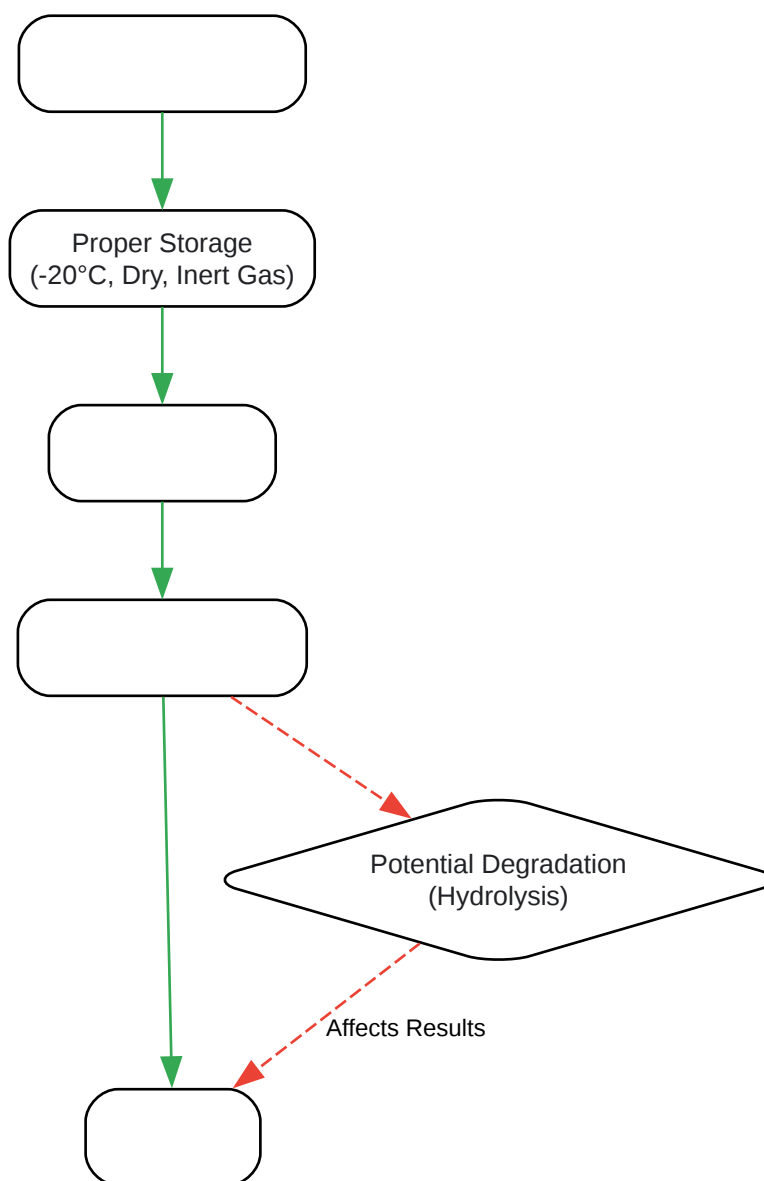 Proper Storage
(-20°C, Dry, Inert Gas)
Potential Degradation
(Hydrolysis)
Affects Results